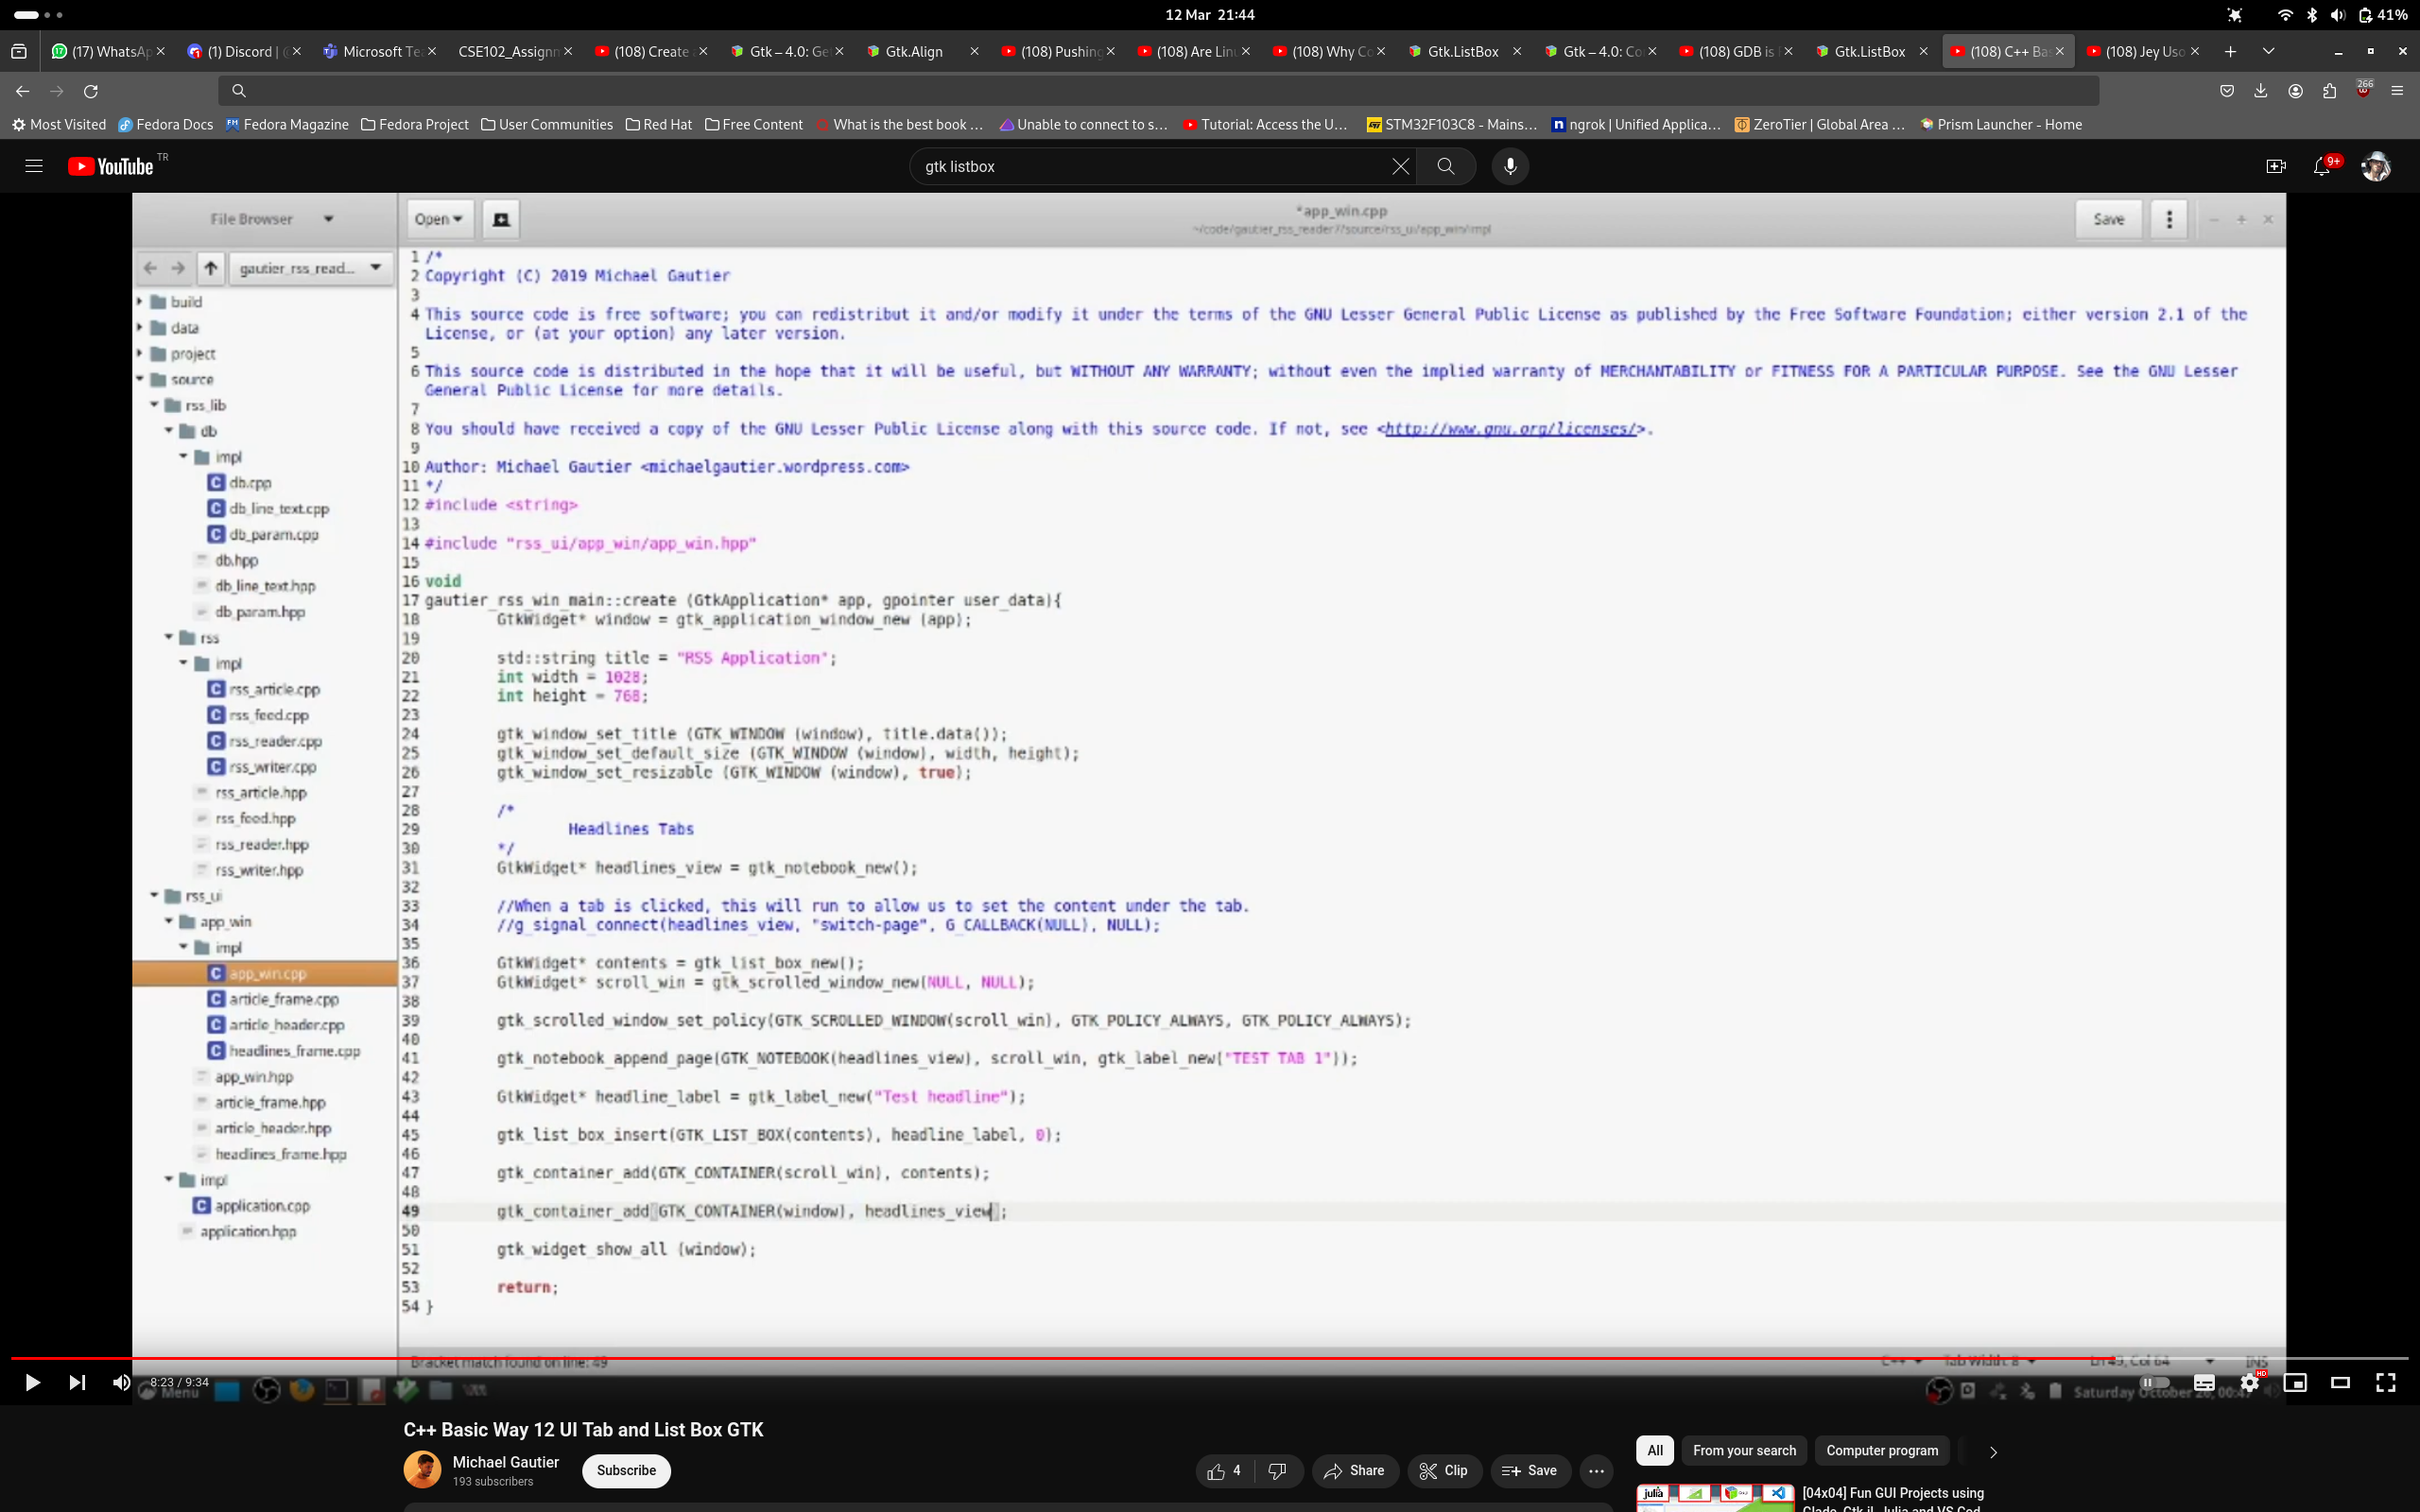 12 Mar 21:44
41%
(17) WhatsAp
(1) Discord | (
Microsoft Te
CSE102_Assignm
(108) Create
Gtk – 4.0: Ge
Gtk.Align
(108) Pushing
(108) Are Lin
(108) Why Co
Gtk.ListBox
Gtk – 4.0: Co
(108) GDB is
Gtk.ListBox
(108) C++ Ba
(108) Jey Uso
266
Most Visited
Fedora Docs
Fedora Magazine
Fedora Project
User Communities
Red Hat
Free Content
What is the best book ...
Unable to connect to s...
Tutorial: Access the U...
STM32F103C8 - Mains...
ngrok | Unified Applica...
ZeroTier | Global Area ...
Prism Launcher - Home
YouTube TR
gtk listbox
9+
File Browser
Open
*app_win.cpp
~/code/gautier_rss_reader//source/rss_ui/app_win/impl
Save
gautier_rss_read...
build
data
project
source
rss_lib
db
impl
db.cpp
db_line_text.cpp
db_param.cpp
db.hpp
db_line_text.hpp
db_param.hpp
rss
impl
rss_article.cpp
rss_feed.cpp
rss_reader.cpp
rss_writer.cpp
rss_article.hpp
rss_feed.hpp
rss_reader.hpp
rss_writer.hpp
rss_ui
app_win
impl
app_win.cpp
article_frame.cpp
article_header.cpp
headlines_frame.cpp
app_win.hpp
article_frame.hpp
article_header.hpp
headlines_frame.hpp
impl
application.cpp
application.hpp
1 /*
2 Copyright (C) 2019 Michael Gautier
3
4 This source code is free software; you can redistribut it and/or modify it under the terms of the GNU Lesser General Public License as published by the Free Software Foundation; either version 2.1 of the
License, or (at your option) any later version.
5
6 This source code is distributed in the hope that it will be useful, but WITHOUT ANY WARRANTY; without even the implied warranty of MERCHANTABILITY or FITNESS FOR A PARTICULAR PURPOSE. See the GNU Lesser
General Public License for more details.
7
8 You should have received a copy of the GNU Lesser Public License along with this source code. If not, see <http://www.gnu.org/licenses/>.
9
10 Author: Michael Gautier <michaelgautier.wordpress.com>
11 */
12 #include <string>
13
14 #include "rss_ui/app_win/app_win.hpp"
15
16 void
17 gautier_rss_win_main::create (GtkApplication* app, gpointer user_data){
18 GtkWidget* window = gtk_application_window_new (app);
19
20 std::string title = "RSS Application";
21 int width = 1028;
22 int height = 768;
23
24 gtk_window_set_title (GTK_WINDOW (window), title.data());
25 gtk_window_set_default_size (GTK_WINDOW (window), width, height);
26 gtk_window_set_resizable (GTK_WINDOW (window), true);
27
28 /*
29 Headlines Tabs
30 */
31 GtkWidget* headlines_view = gtk_notebook_new();
32
33 //When a tab is clicked, this will run to allow us to set the content under the tab.
34 //g_signal_connect(headlines_view, "switch-page", G_CALLBACK(NULL), NULL);
35
36 GtkWidget* contents = gtk_list_box_new();
37 GtkWidget* scroll_win = gtk_scrolled_window_new(NULL, NULL);
38
39 gtk_scrolled_window_set_policy(GTK_SCROLLED_WINDOW(scroll_win), GTK_POLICY_ALWAYS, GTK_POLICY_ALWAYS);
40
41 gtk_notebook_append_page(GTK_NOTEBOOK(headlines_view), scroll_win, gtk_label_new("TEST TAB 1"));
42
43 GtkWidget* headline_label = gtk_label_new("Test headline");
44
45 gtk_list_box_insert(GTK_LIST_BOX(contents), headline_label, 0);
46
47 gtk_container_add(GTK_CONTAINER(scroll_win), contents);
48
49 gtk_container_add(GTK_CONTAINER(window), headlines_view);
50
51 gtk_widget_show_all (window);
52
53 return;
54 }
Bracket match found on line: 49
C++ Tab Width: 8 Ln 49, Col 64 INS
8:23 / 9:34
HD
Menu
Saturday October 26, 00:47
C++ Basic Way 12 UI Tab and List Box GTK
Michael Gautier
193 subscribers
Subscribe
4
Share
Clip
Save
All
From your search
Computer program
julia
[04x04] Fun GUI Projects using
Glade, Gtk.jl, Julia and VS Cod